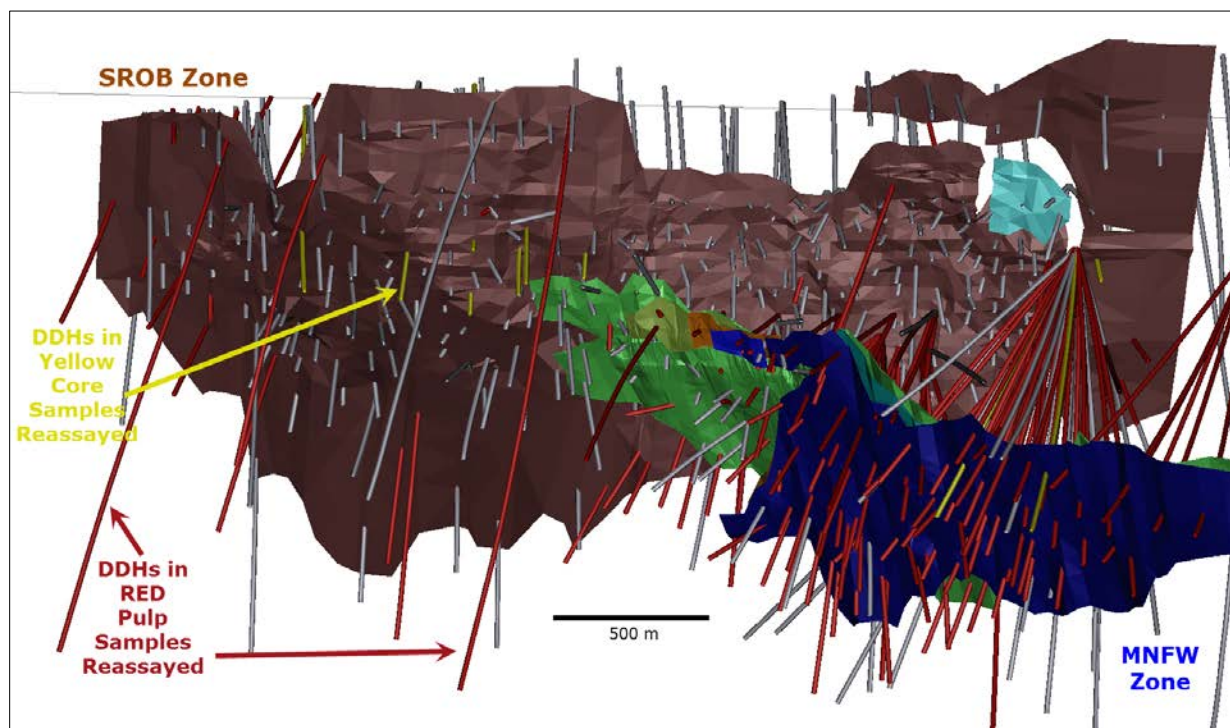 SROB Zone
DDHs in
Yellow
Core
Samples
Reassayed
DDHs in
RED
Pulp
Samples
Reassayed
500 m
MNFW
Zone